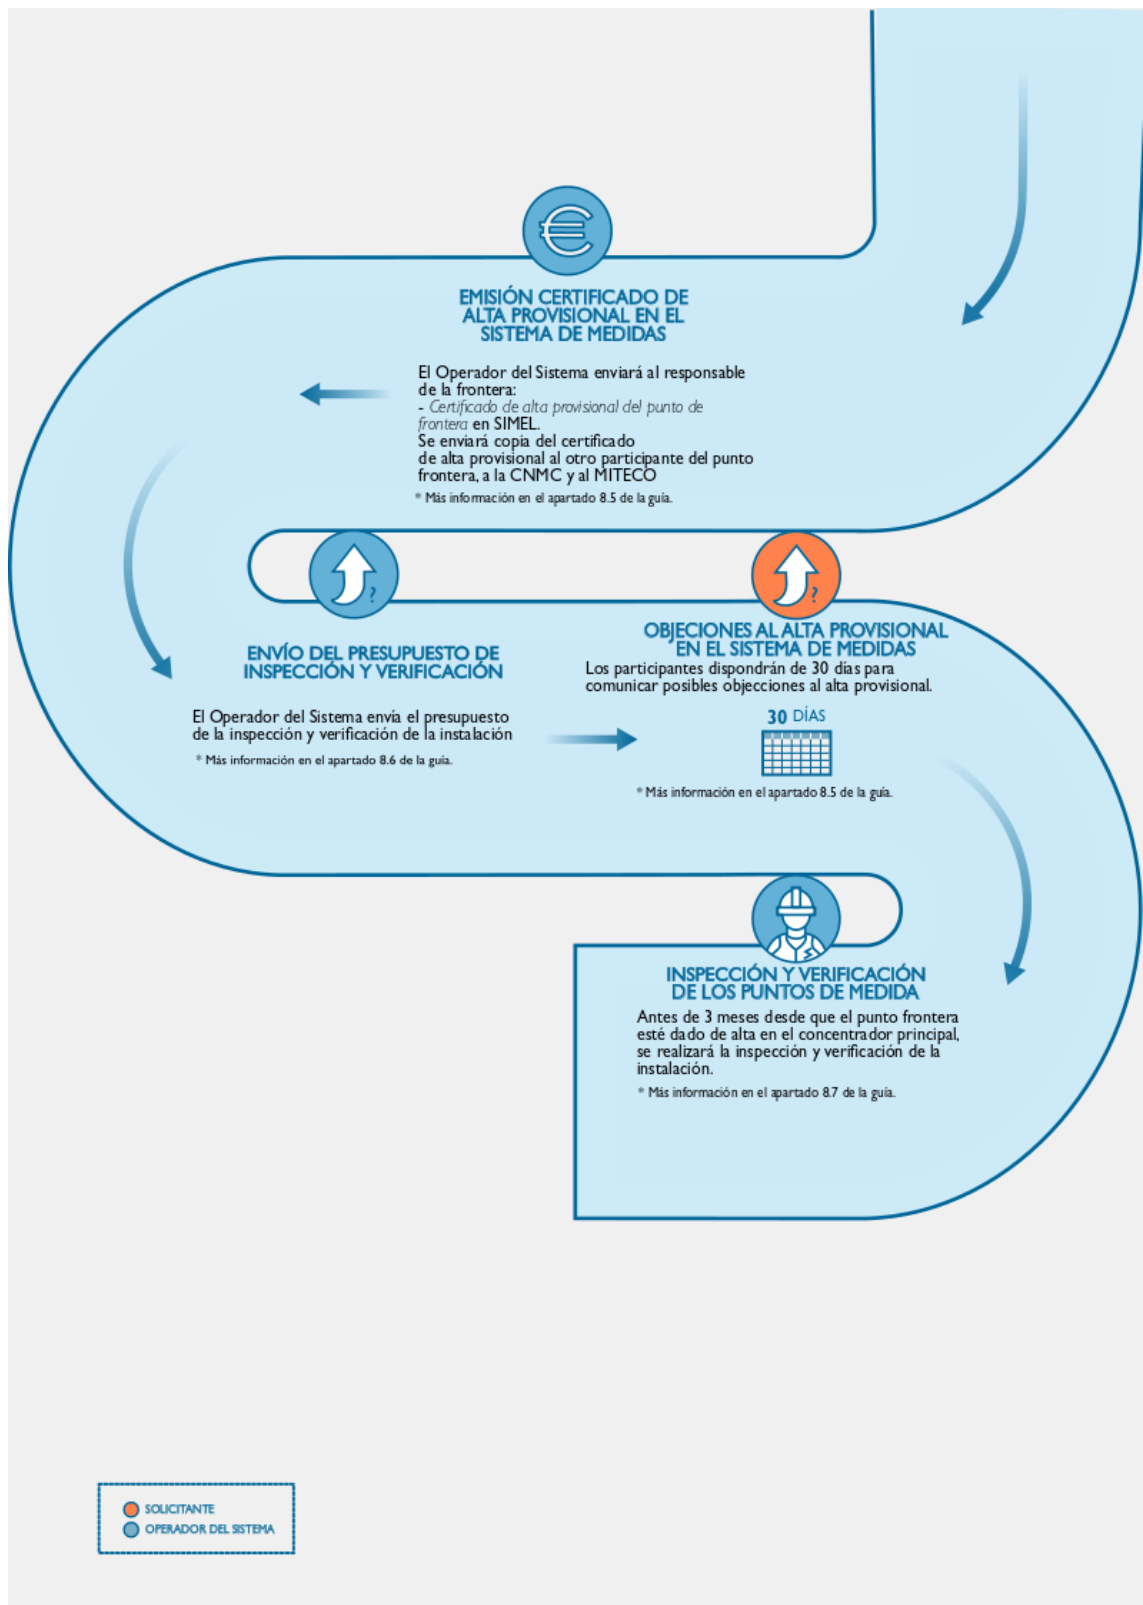 EMISIÓN CERTIFICADO DE
ALTA PROVISIONAL EN EL
SISTEMA DE MEDIDAS
El Operador del Sistema enviará al responsable
de la frontera:
- Certificado de alta provisional del punto de
frontera en SIMEL.
Se enviará copia del certificado
de alta provisional al otro participante del punto
frontera, a la CNMC y al MITECO
* Más información en el apartado 8.5 de la guía.
?
ENVÍO DEL PRESUPUESTO DE
INSPECCIÓN Y VERIFICACIÓN
El Operador del Sistema envía el presupuesto
de la inspección y verificación de la instalación
* Más información en el apartado 8.6 de la guía.
?
OBJECIONES AL ALTA PROVISIONAL
EN EL SISTEMA DE MEDIDAS
Los participantes dispondrán de 30 días para
comunicar posibles objecciones al alta provisional.
30 DÍAS
* Más información en el apartado 8.5 de la guía.
INSPECCIÓN Y VERIFICACIÓN
DE LOS PUNTOS DE MEDIDA
Antes de 3 meses desde que el punto frontera
esté dado de alta en el concentrador principal,
se realizará la inspección y verificación de la
instalación.
* Más información en el apartado 8.7 de la guía.
SOLICITANTE
OPERADOR DEL SISTEMA